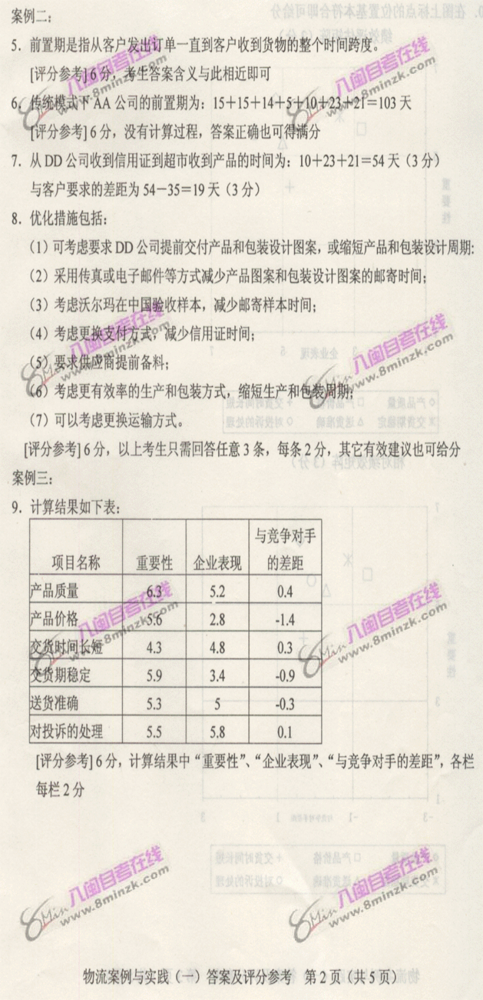 案例二:
5．前置期是指从客户发出订单一直到客户收到货物的整个时间跨度。
[评分参考]6分，考生答案含义与此相近即可
6．传统模式下AA公司的前置期为: 15+15+14+5+10+23+21=103天
[评分参考]6分，没有计算过程，答案正确也可得满分
7．从DD公司收到信用证到超市收到产品的时间为: 10+23+21=54天（3分）
与客户要求的差距为54-35=19天（3分）
8．优化措施包括:
（1）可考虑要求DD公司提前交付产品和包装设计图案，或缩短产品和包装设计周期;
（2）采用传真或电子邮件等方式减少产品图案和包装设计图案的邮寄时间;
（3）考虑沃尔玛在中国验收样本，减少邮寄样本时间;
（4）考虑更换支付方式，减少信用证时间;
（5）要求供应商提前备料;
（6）考虑更有效率的生产和包装方式，缩短生产和包装周期;
（7）可以考虑更换运输方式。
[评分参考]6分，以上考生只需回答任意3条，每条2分，其它有效建议也可给分
案例三:
9．计算结果如下表:
项目名称 重要性 企业表现 与竞争对手的差距
产品质量 6.3 5.2 0.4
产品价格 5.6 2.8 -1.4
交货时间长短 4.3 4.8 0.3
交货期稳定 5.9 3.4 -0.9
送货准确 5.3 5 -0.3
对投诉的处理 5.5 5.8 0.1
[评分参考]6分，计算结果中“重要性”、“企业表现”、“与竞争对手的差距”，各栏
每栏2分
物流案例与实践（一）答案及评分参考 第2页（共5页）
八闽自考在线
www.8minzk.com